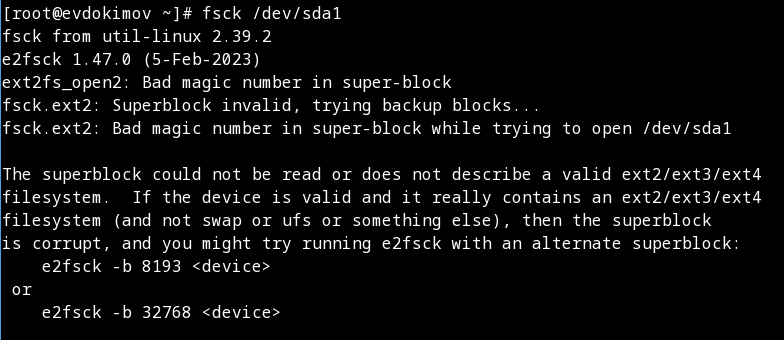 [root@evdokimov ~]# fsck /dev/sda1
fsck from util-linux 2.39.2
e2fsck 1.47.0 (5-Feb-2023)
ext2fs_open2: Bad magic number in super-block
fsck.ext2: Superblock invalid, trying backup blocks...
fsck.ext2: Bad magic number in super-block while trying to open /dev/sda1

The superblock could not be read or does not describe a valid ext2/ext3/ext4
filesystem.  If the device is valid and it really contains an ext2/ext3/ext4
filesystem (and not swap or ufs or something else), then the superblock
is corrupt, and you might try running e2fsck with an alternate superblock:
    e2fsck -b 8193 <device>
 or
    e2fsck -b 32768 <device>